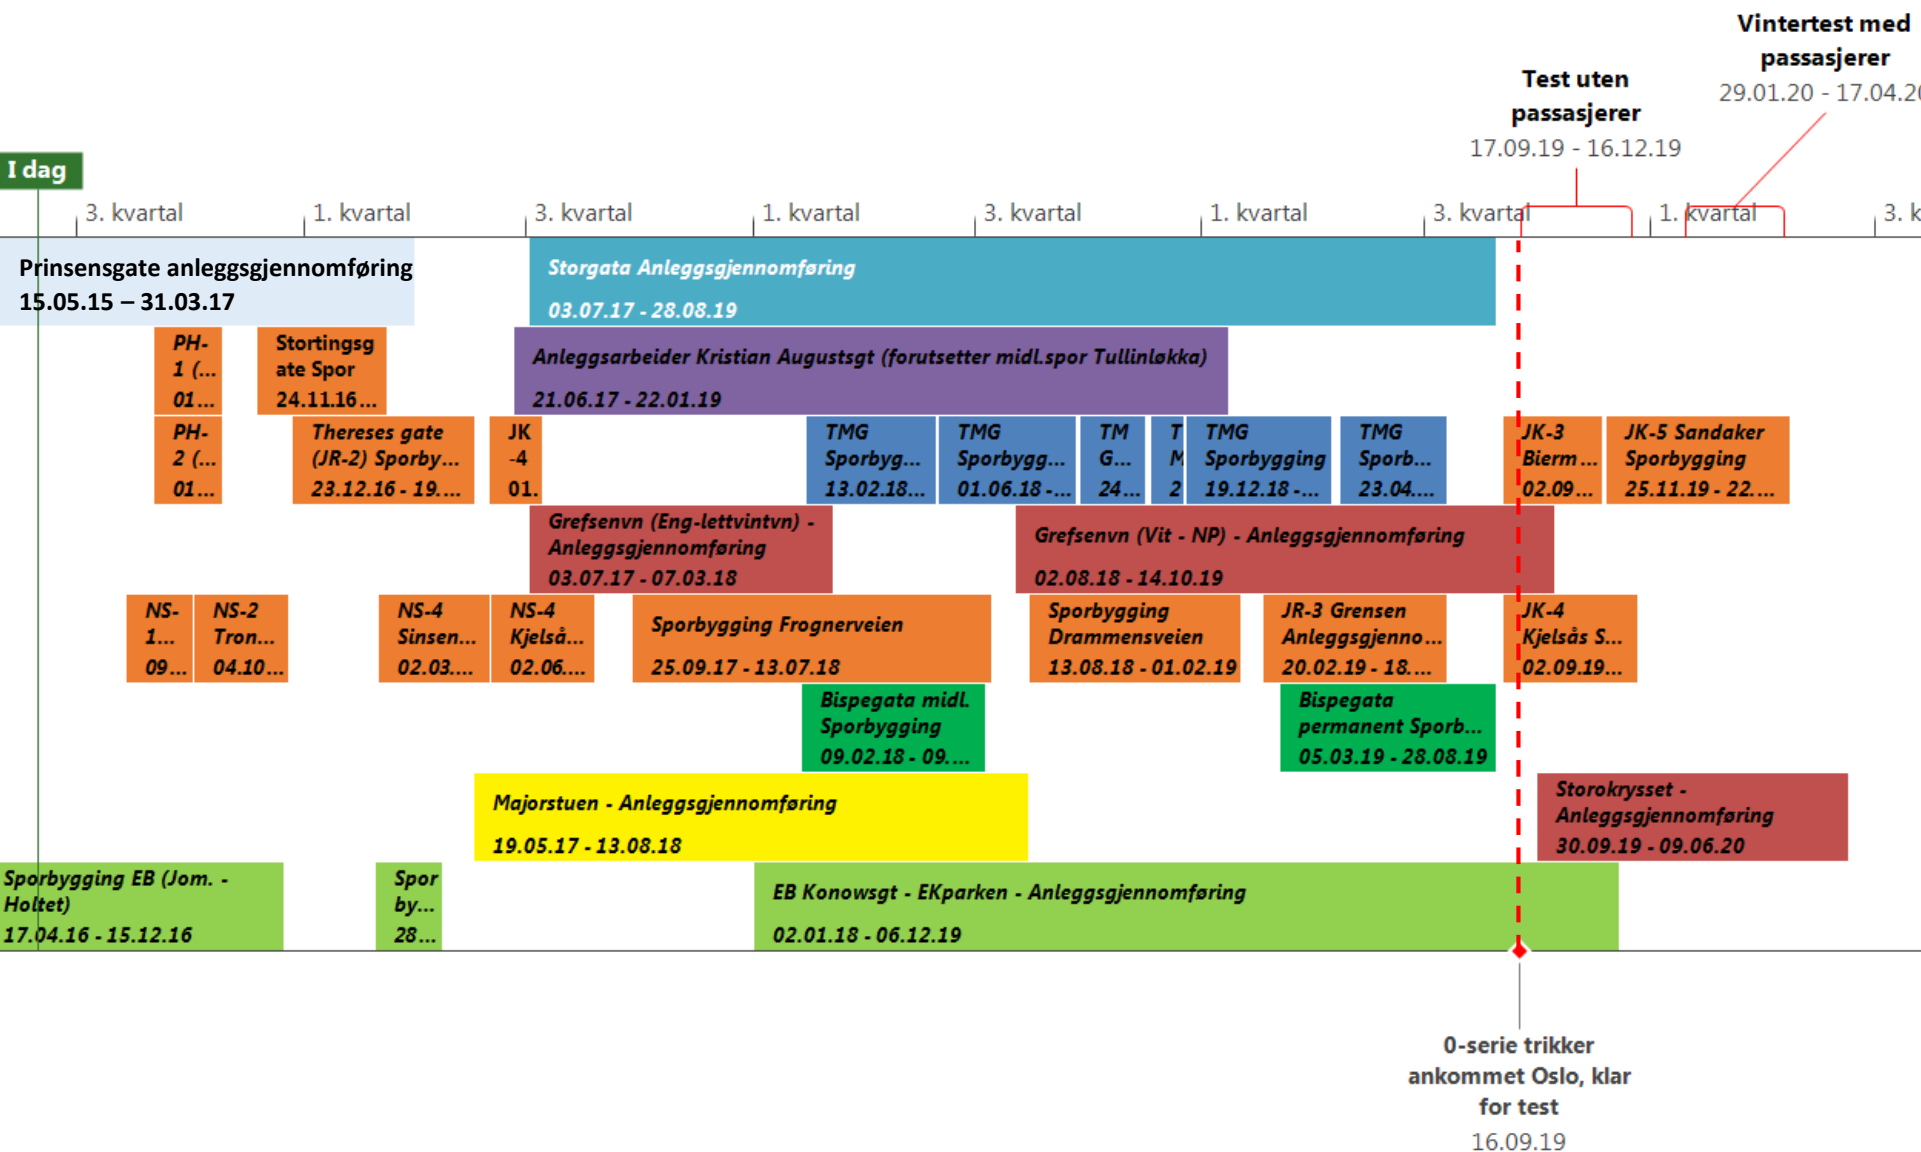 Vintertest med
passasjerer
29.01.20 - 17.04.20
Test uten
passasjerer
17.09.19 - 16.12.19
I dag
3. kvartal
1. kvartal
3. kvartal
1. kvartal
3. kvartal
1. kvartal
3. kvartal
1. kvartal
3. k
Prinsensgate anleggsgjennomføring
15.05.15 – 31.03.17
Storgata Anleggsgjennomføring
03.07.17 - 28.08.19
PH-
1 (...
01...
Stortingsg
ate Spor
24.11.16...
Anleggsarbeider Kristian Augustsgt (forutsetter midl.spor Tullinløkka)
21.06.17 - 22.01.19
PH-
2 (...
01...
Thereses gate
(JR-2) Sporby...
23.12.16 - 19....
JK
-4
01.
TMG
Sporbyg...
13.02.18...
TMG
Sporbygg...
01.06.18 -...
TM
G...
24...
T
M
2
TMG
Sporbygging
19.12.18 -...
TMG
Sporb...
23.04....
JK-3
Bierm...
02.09...
JK-5 Sandaker
Sporbygging
25.11.19 - 22....
Grefsenvn (Eng-lettvintvn) -
Anleggsgjennomføring
03.07.17 - 07.03.18
Grefsenvn (Vit - NP) - Anleggsgjennomføring
02.08.18 - 14.10.19
NS-
1...
09...
NS-2
Tron...
04.10...
NS-4
Sinsen...
02.03....
NS-4
Kjelså...
02.06....
Sporbygging Frognerveien
25.09.17 - 13.07.18
Sporbygging
Drammensveien
13.08.18 - 01.02.19
JR-3 Grensen
Anleggsgjenno...
20.02.19 - 18....
JK-4
Kjelsås S...
02.09.19...
Bispegata midl.
Sporbygging
09.02.18 - 09....
Bispegata
permanent Sporb...
05.03.19 - 28.08.19
Majorstuen - Anleggsgjennomføring
19.05.17 - 13.08.18
Storokrysset -
Anleggsgjennomføring
30.09.19 - 09.06.20
Sporbygging EB (Jom. -
Holtet)
17.04.16 - 15.12.16
Spor
by...
28...
EB Konowsgt - EKparken - Anleggsgjennomføring
02.01.18 - 06.12.19
0-serie trikker
ankommet Oslo, klar
for test
16.09.19